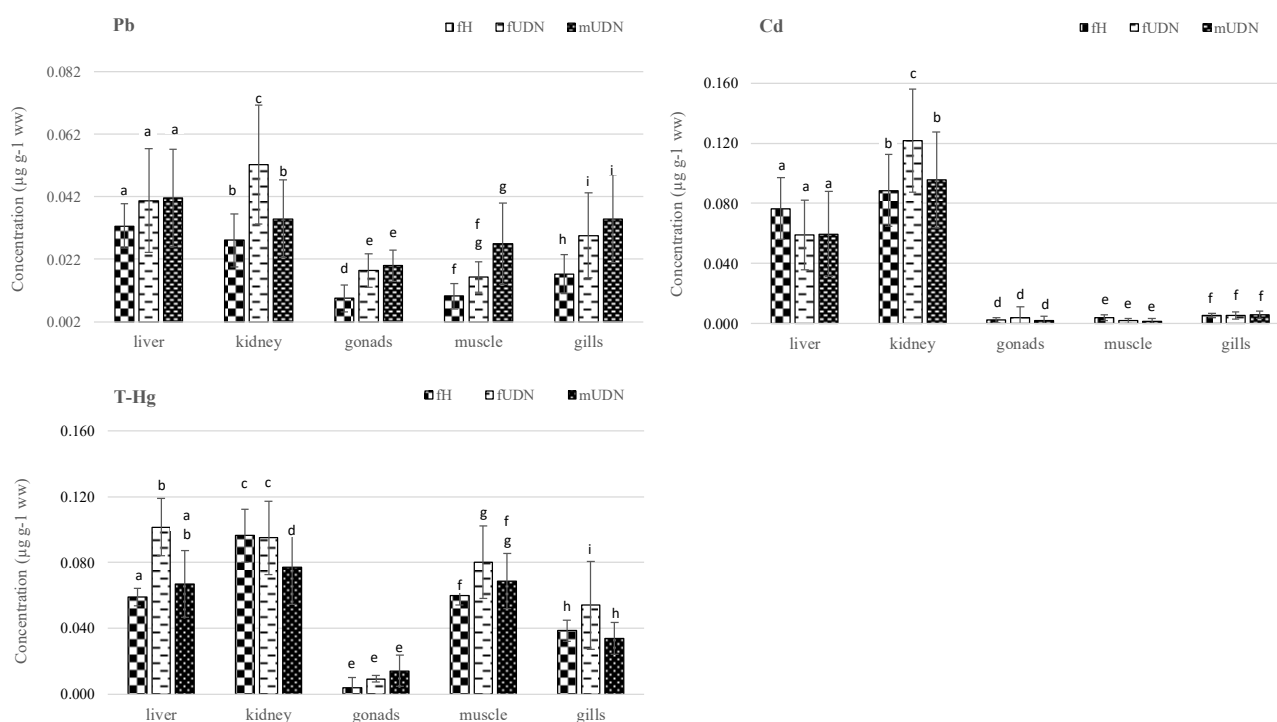 Pb
fH fUDN mUDN
Concentration (µg g-1 ww)
0.082
0.062
0.042
0.022
0.002
a a a
b c b
d e e
f f g g
h i i
liver kidney gonads muscle gills
Cd
fH fUDN mUDN
Concentration (µg g-1 ww)
0.160
0.120
0.080
0.040
0.000
a a a
b c b
d d d
e e e
f f f
liver kidney gonads muscle gills
T-Hg
fH fUDN mUDN
Concentration (µg g-1 ww)
0.160
0.120
0.080
0.040
0.000
a b a b
c c d
e e e
f g f g
h i h
liver kidney gonads muscle gills